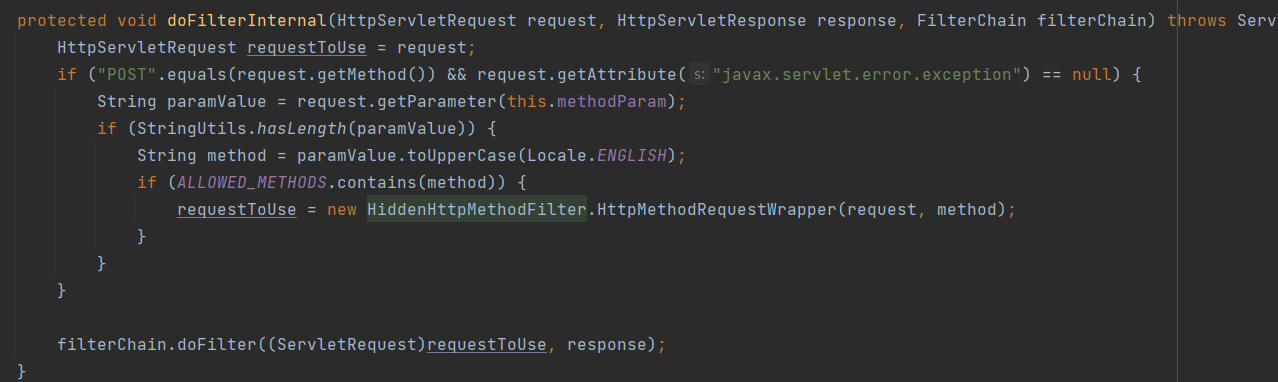 protected void doFilterInternal(HttpServletRequest request, HttpServletResponse response, FilterChain filterChain) throws Serv
HttpServletRequest requestToUse = request;
if ("POST".equals(request.getMethod()) && request.getAttribute( s: "javax.servlet.error.exception") == null) {
String paramValue = request.getParameter(this.methodParam);
if (StringUtils.hasLength(paramValue)) {
String method = paramValue.toUpperCase(Locale.ENGLISH);
if (ALLOWED_METHODS.contains(method)) {
requestToUse = new HiddenHttpMethodFilter.HttpMethodRequestWrapper(request, method);
}
}
}
filterChain.doFilter((ServletRequest)requestToUse, response);
}